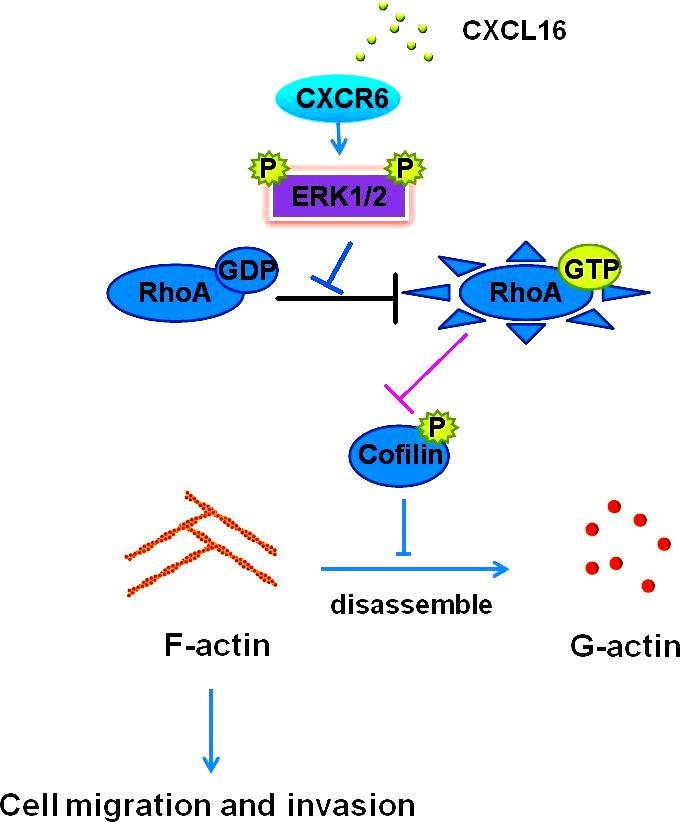 CXCL16
CXCR6
P
P
ERK1/2
GDP
RhoA
GTP
RhoA
P
Cofilin
disassemble
F-actin
G-actin
Cell migration and invasion